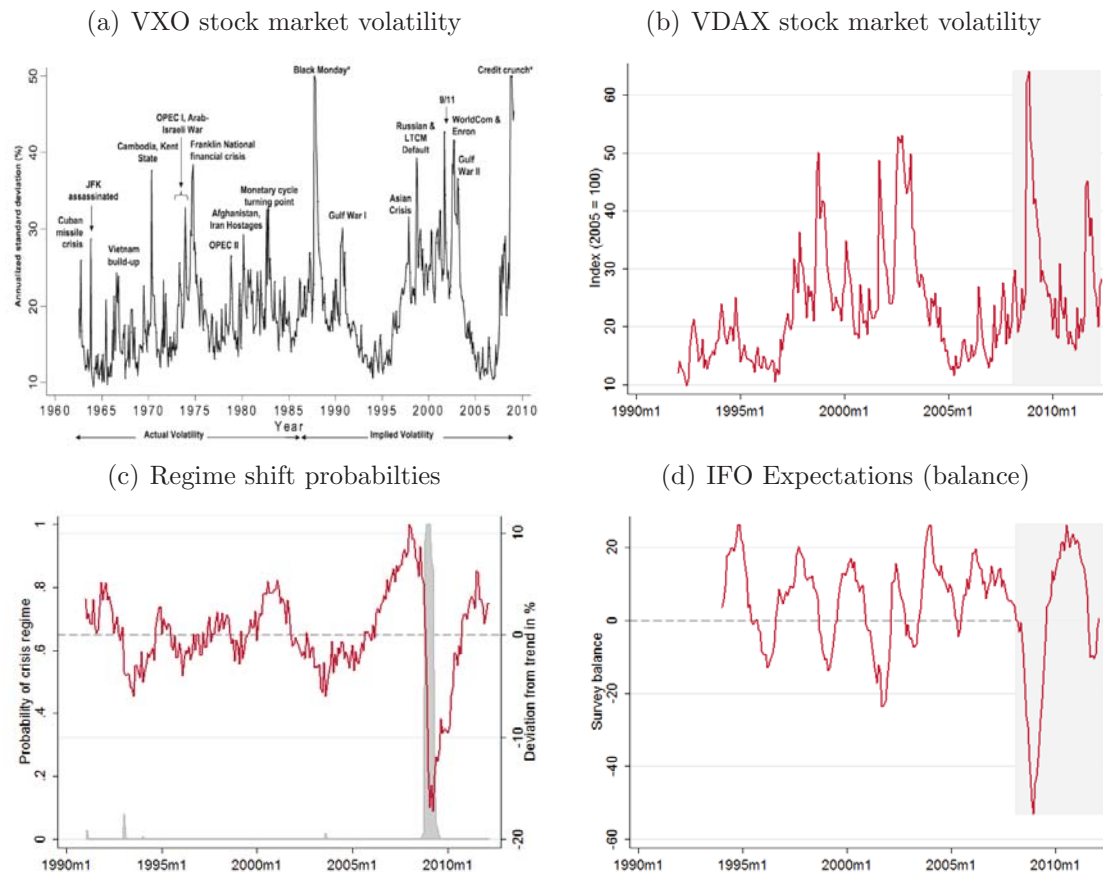 (a) VXO stock market volatility
Annualized standard deviation (%)
50
40
30
20
10
Cuban
missile
crisis
JFK
assassinated
Vietnam
build-up
Cambodia, Kent
State
OPEC I, Arab-
Israeli War
Franklin National
financial crisis
OPEC II
Afghanistan,
Iran Hostages
Monetary cycle
turning point
Black Monday*
Gulf War I
Asian
Crisis
Russian &
LTCM
Default
9/11
WorldCom &
Enron
Gulf
War II
Credit crunch*
1960 1965 1970 1975 1980 1985 1990 1995 2000 2005 2010
Year
Actual Volatility
Implied Volatility
(b) VDAX stock market volatility
Index (2005 = 100)
60
50
40
30
20
10
1990m1 1995m1 2000m1 2005m1 2010m1
(c) Regime shift probabilties
Probability of crisis regime
1
.8
.6
.4
.2
0
Deviation from trend in %
10
0
-10
-20
1990m1 1995m1 2000m1 2005m1 2010m1
(d) IFO Expectations (balance)
Survey balance
20
0
-20
-40
-60
1990m1 1995m1 2000m1 2005m1 2010m1